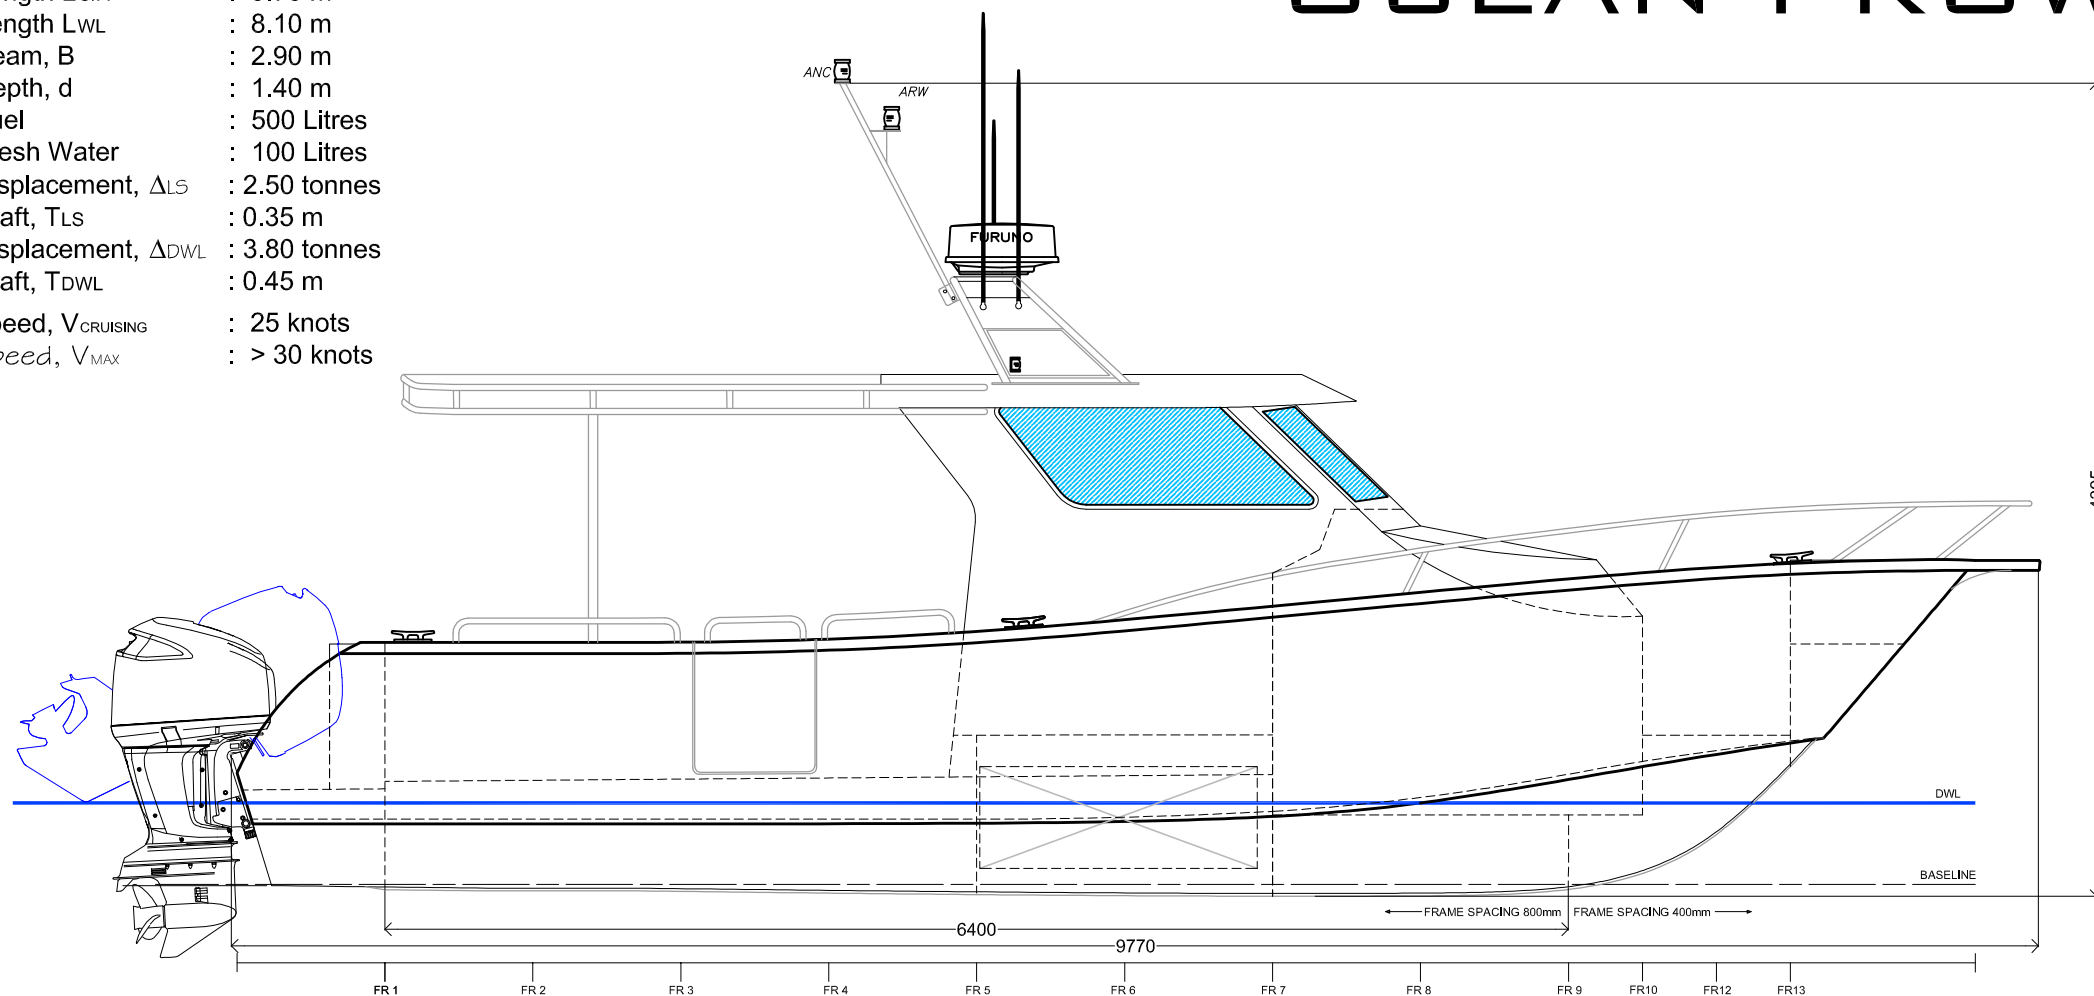 ength LWL : 8.10 m
eam, B : 2.90 m
epth, d : 1.40 m
uel : 500 Litres
esh Water : 100 Litres
splacement, ΔLS : 2.50 tonnes
aft, TLS : 0.35 m
splacement, ΔDWL : 3.80 tonnes
aft, TDWL : 0.45 m
peed, VCRUISING : 25 knots
peed, VMAX : > 30 knots
ANC
ARW
FURUNO
DWL
BASELINE
FRAME SPACING 800mm FRAME SPACING 400mm
6400
9770
FR 1 FR 2 FR 3 FR 4 FR 5 FR 6 FR 7 FR 8 FR 9 FR10 FR12 FR13